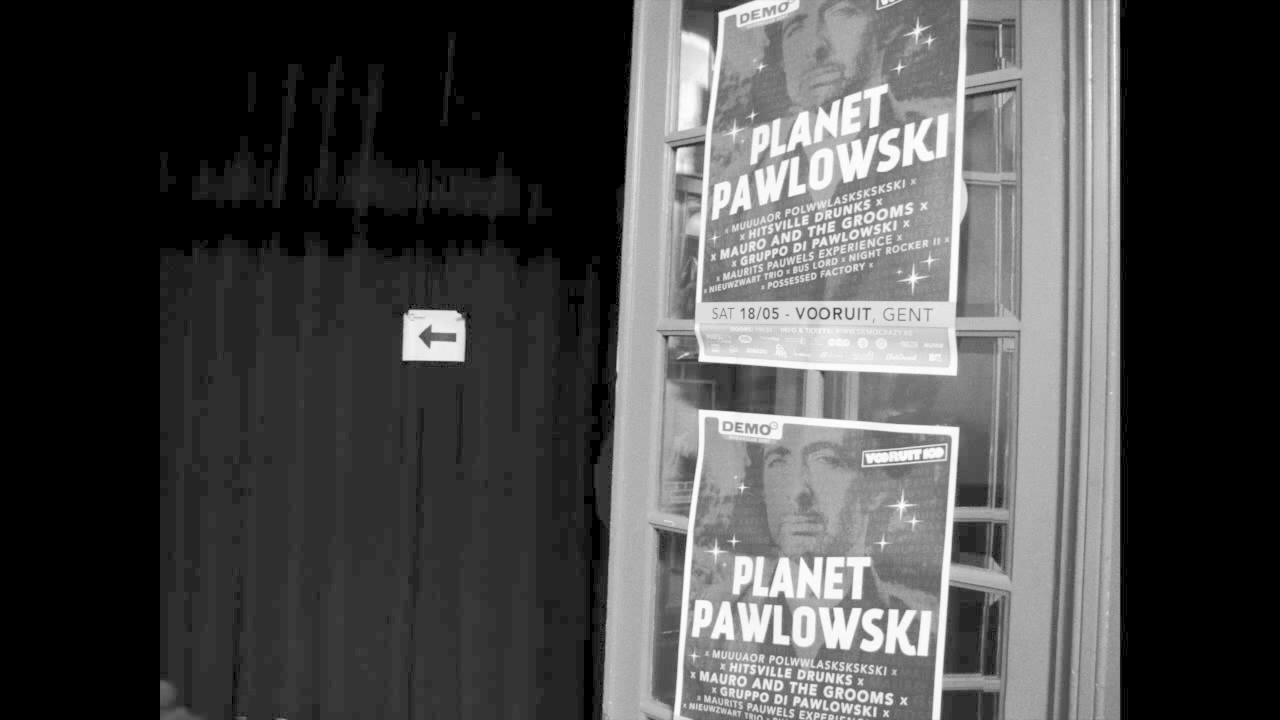 DEMO
PLANET
PAWLOWSKI
x MUUUAOR POLWWLASKSKSKSKI x
x HITSVILLE DRUNKS x
x MAURO AND THE GROOMS x
x GRUPPO DI PAWLOWSKI x
x MAURITS PAUWELS EXPERIENCE x
x NIEUWZWART TRIO x BUS LORD x NIGHT ROCKER II x
x POSSESSED FACTORY x
SAT 18/05 - VOORUIT, GENT
DEMO
VOORUIT
PLANET
PAWLOWSKI
x MUUUAOR POLWWLASKSKSKSKI x
x HITSVILLE DRUNKS x
x MAURO AND THE GROOMS x
x GRUPPO DI PAWLOWSKI x
x MAURITS PAUWELS EXPERIENCE
x NIEUWZWART TRIO x